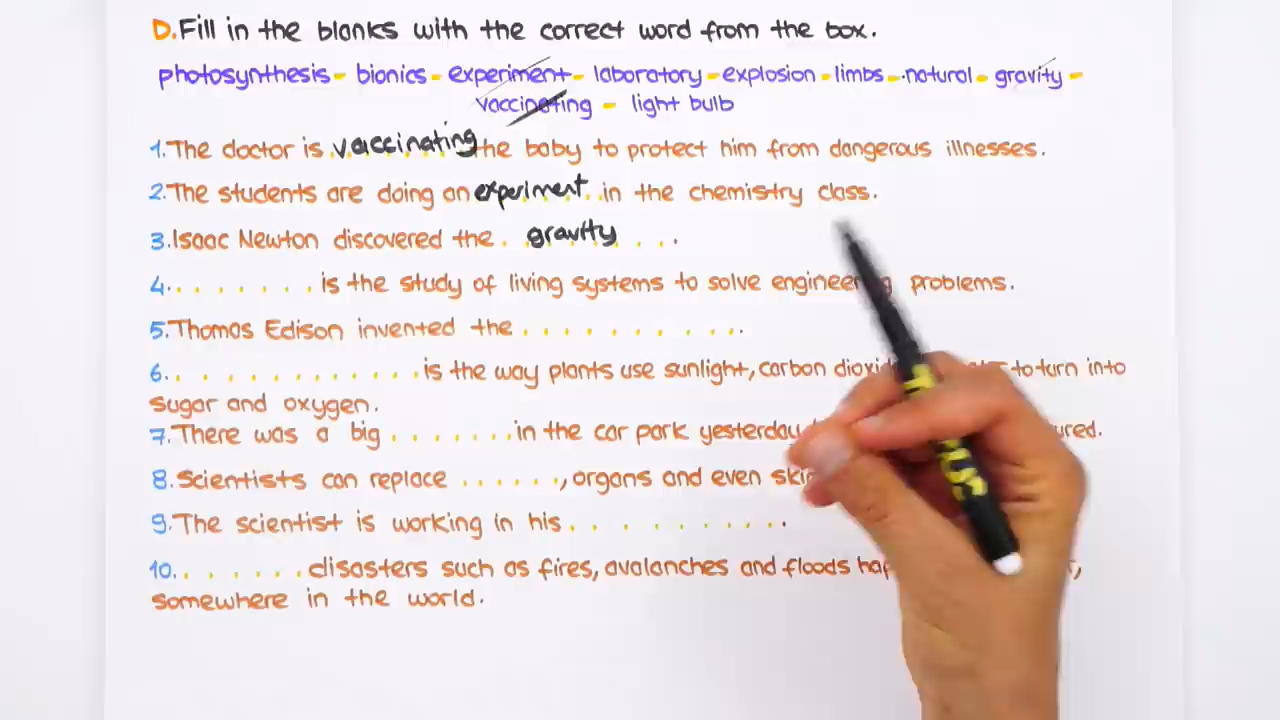 D.Fill in the blanks with the correct word from the box.
photosynthesis - bionics - experiment - laboratory - explosion - limbs - natural - gravity -
vaccinating - light bulb
1.The doctor is vaccinating the baby to protect him from dangerous illnesses.
2.The students are doing an experiment in the chemistry class.
3.Isaac Newton discovered the . gravity . . .
4. . . . . . . . is the study of living systems to solve engineering problems.
5.Thomas Edison invented the . . . . . . . . . . .
6. . . . . . . . . . . . . is the way plants use sunlight, carbon to turn into
sugar and oxygen.
7.There was a big . . . . . . . in the car park yesterday
8.Scientists can replace . . . . . . , organs and even
9.The scientist is working in his . . . . . . . . .
10. . . . . . . disasters such as fires, avalanches and floods
somewhere in the world.